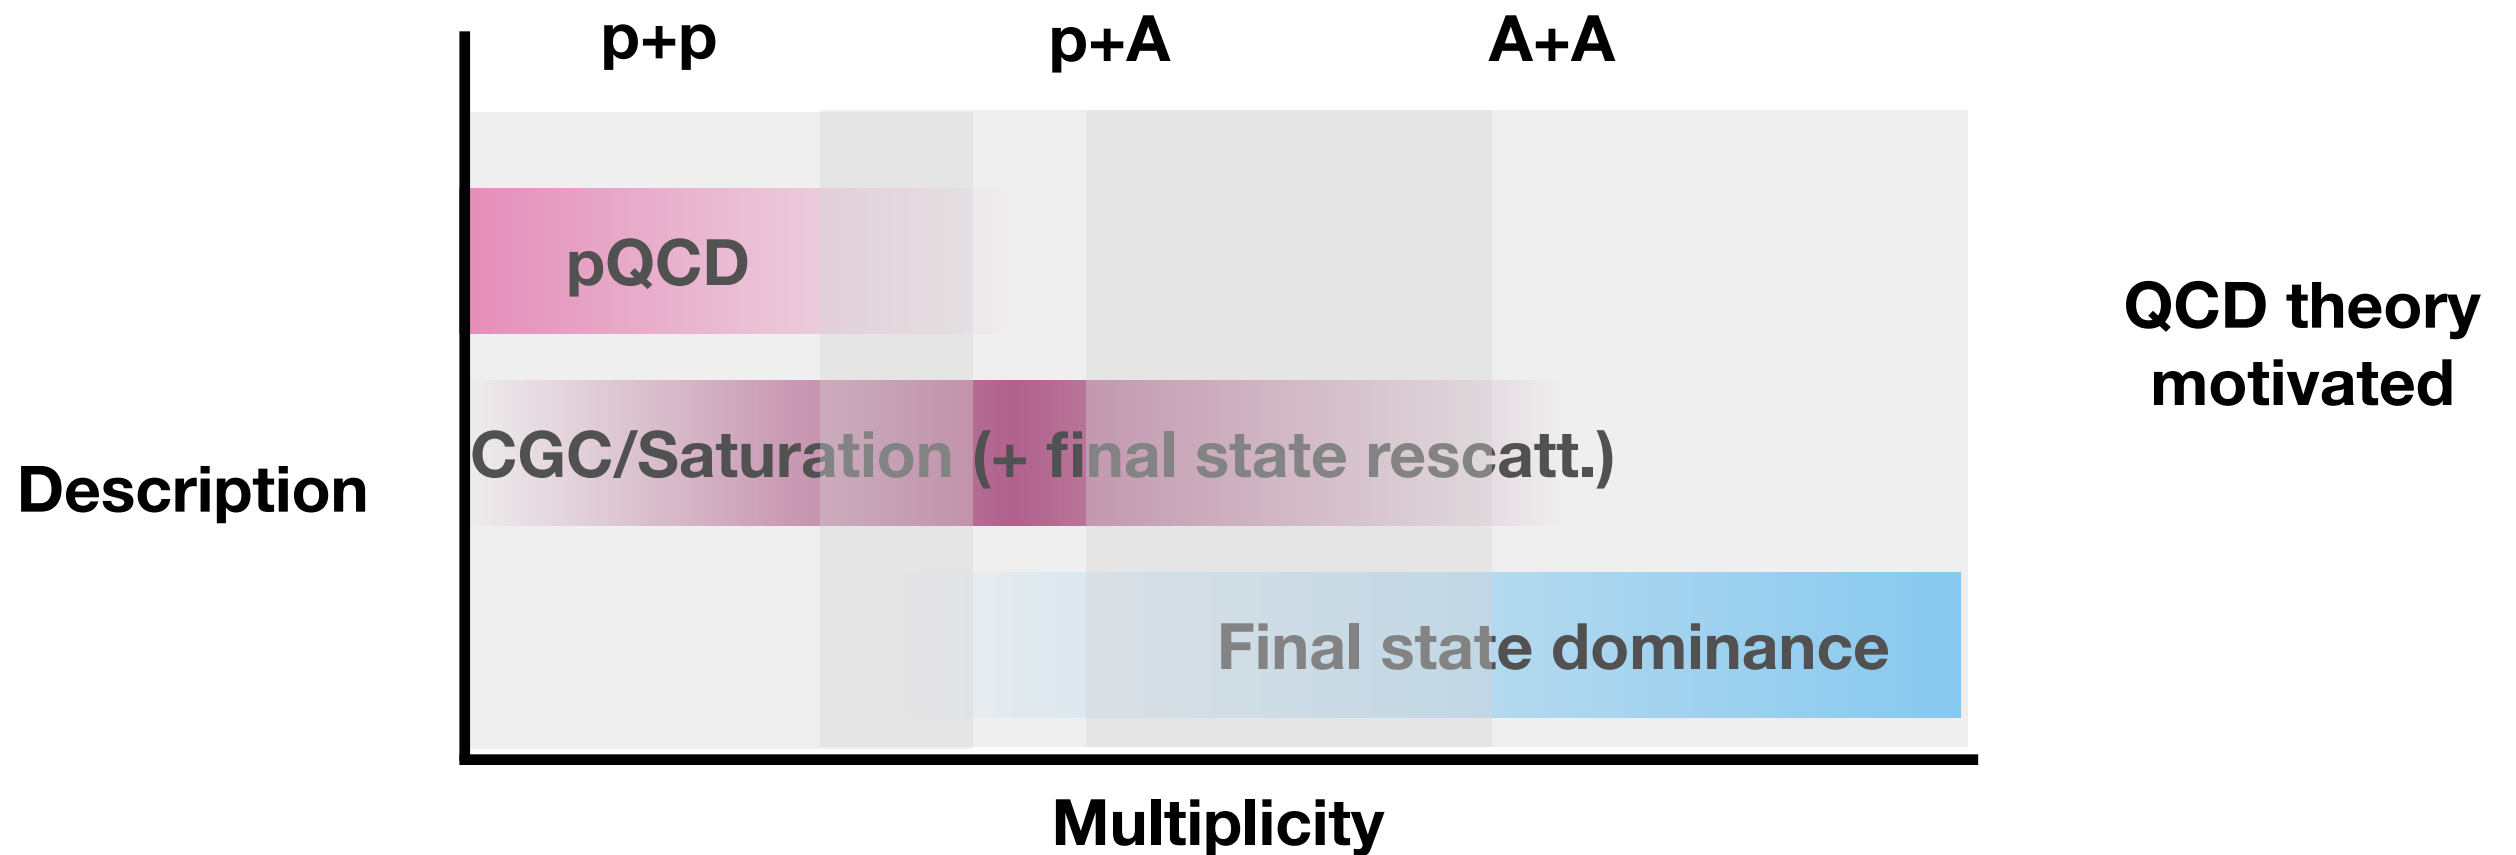 p+p
p+A
A+A
pQCD
QCD theory
motivated
CGC/Saturation (+ final state rescatt.)
Description
Final state dominance
Multiplicity